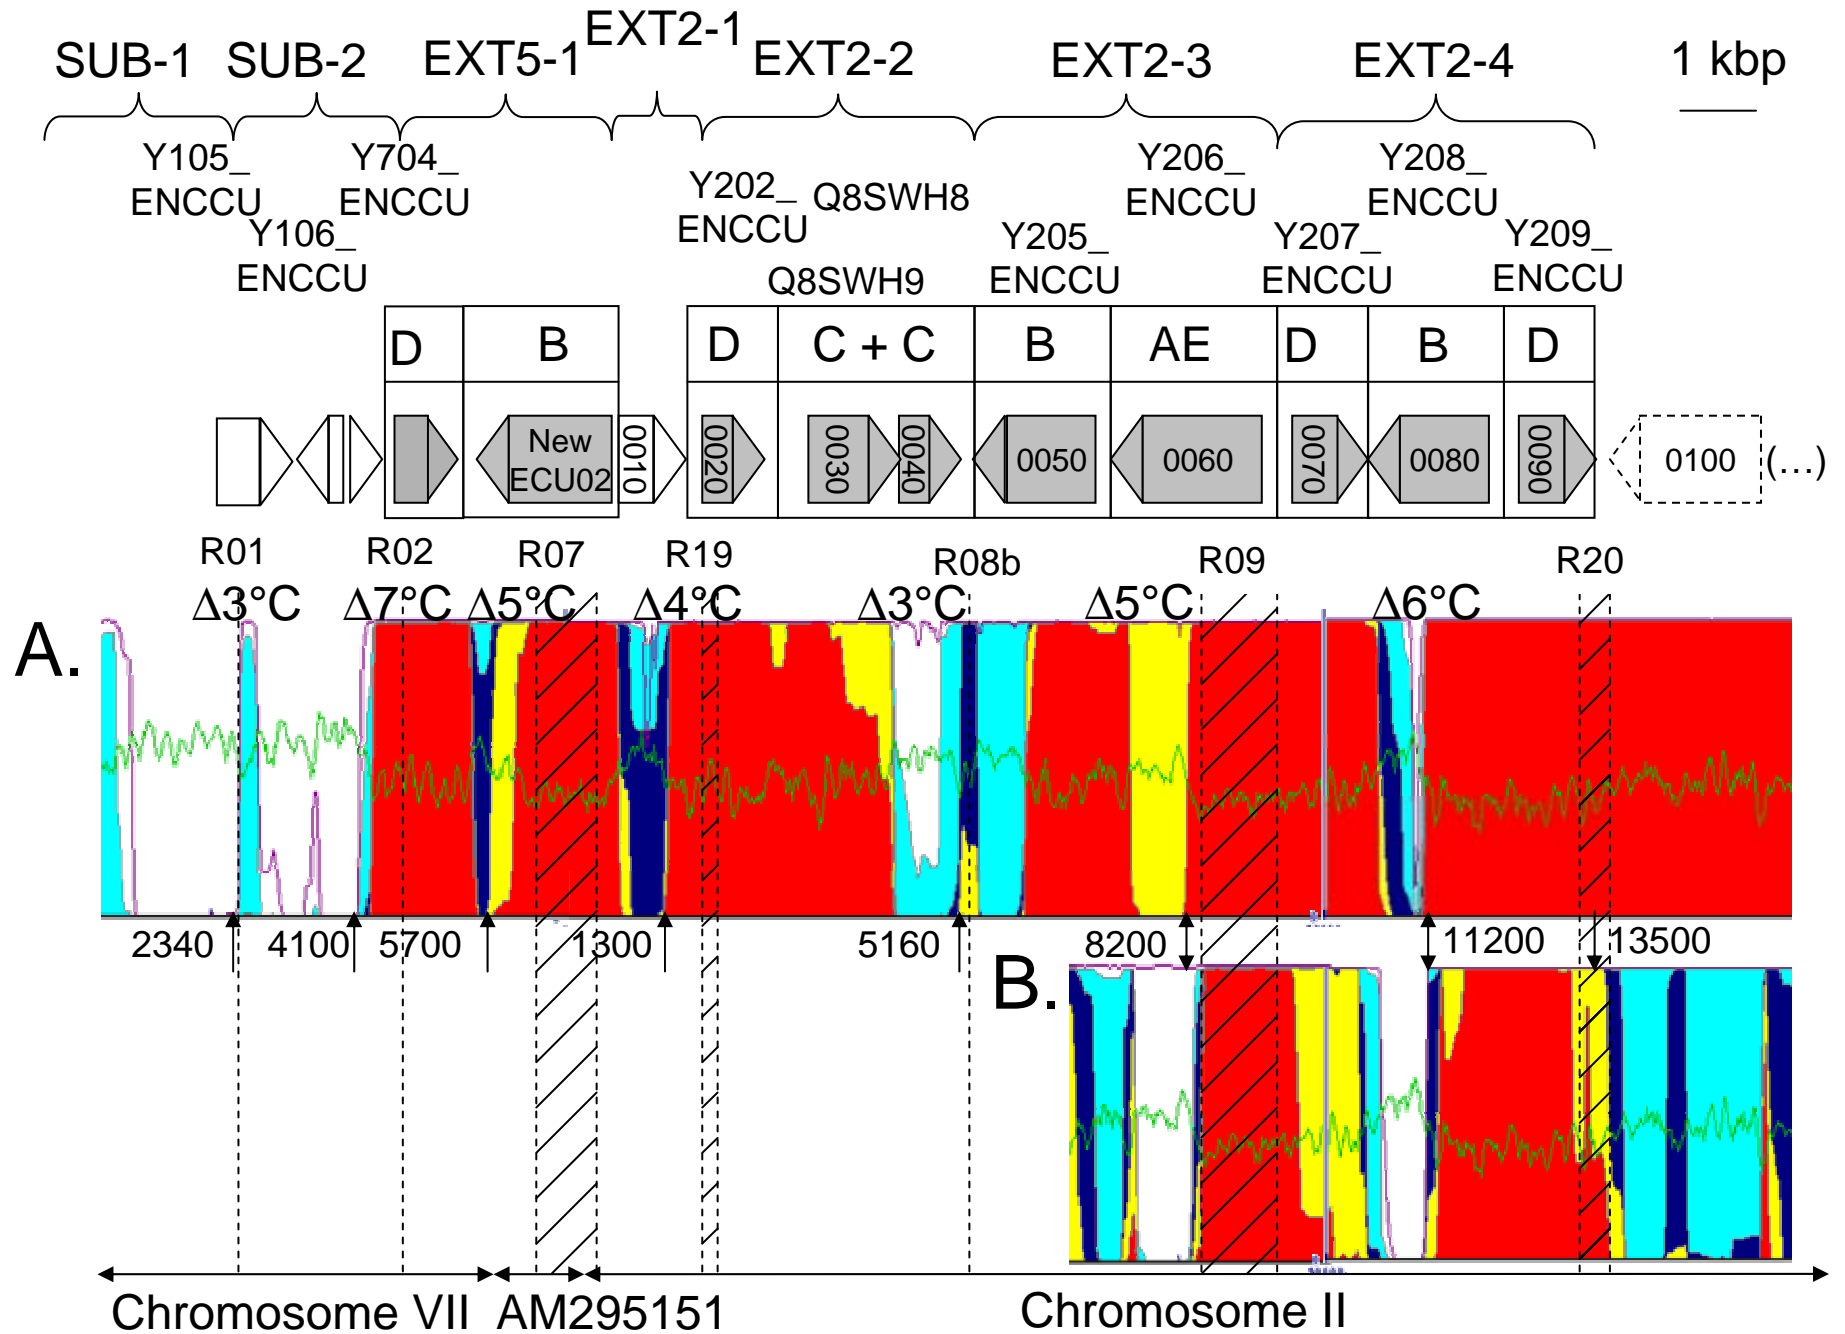 SUB-1 SUB-2 EXT5-1 EXT2-1 EXT2-2 EXT2-3 EXT2-4 1 kbp
Y105_
ENCCU
Y106_
ENCCU
Y704_
ENCCU
Y202_
ENCCU
Q8SWH9
Q8SWH8
Y205_
ENCCU
Y206_
ENCCU
Y207_
ENCCU
Y208_
ENCCU
Y209_
ENCCU
D B D C + C B AE D B D
New
ECU02
0010 0020 0030 0040 0050 0060 0070 0080 0090 0100 (...)
R01 R02 R07 R19 R08b R09 R20
Δ3°C Δ7°C Δ5°C Δ4°C Δ3°C Δ5°C Δ6°C
A.
2340 4100 5700 1300 5160 8200 11200 13500
B.
Chromosome VII AM295151 Chromosome II